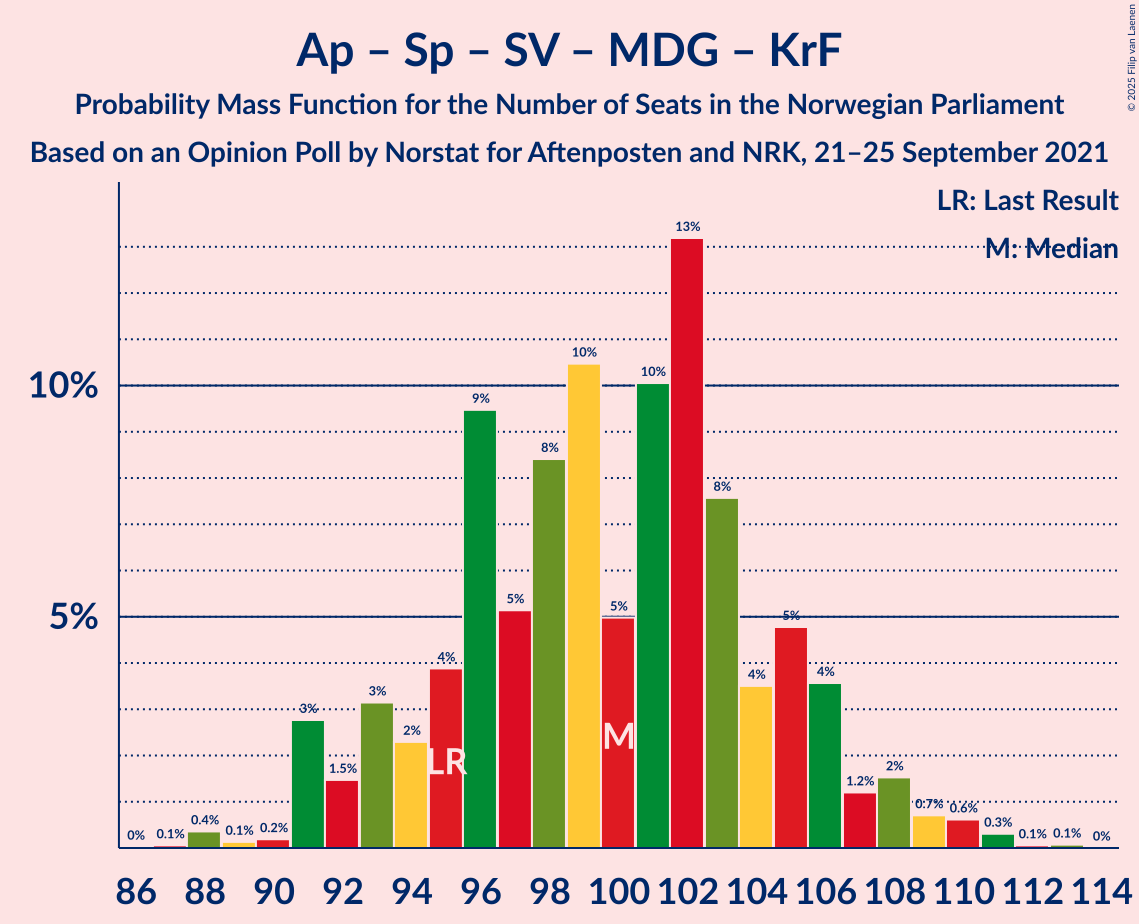 Ap – Sp – SV – MDG – KrF
Probability Mass Function for the Number of Seats in the Norwegian Parliament
Based on an Opinion Poll by Norstat for Aftenposten and NRK, 21–25 September 2021
© 2025 Filip van Laenen
LR: Last Result
M: Median
10%
5%
0% 0.1% 0.4% 0.1% 0.2% 3% 1.5% 3% 2% 4% 9% 5% 8% 10% 5% 10% 13% 8% 4% 5% 4% 1.2% 2% 0.7% 0.6% 0.3% 0.1% 0.1% 0%
LR
M
86 88 90 92 94 96 98 100 102 104 106 108 110 112 114